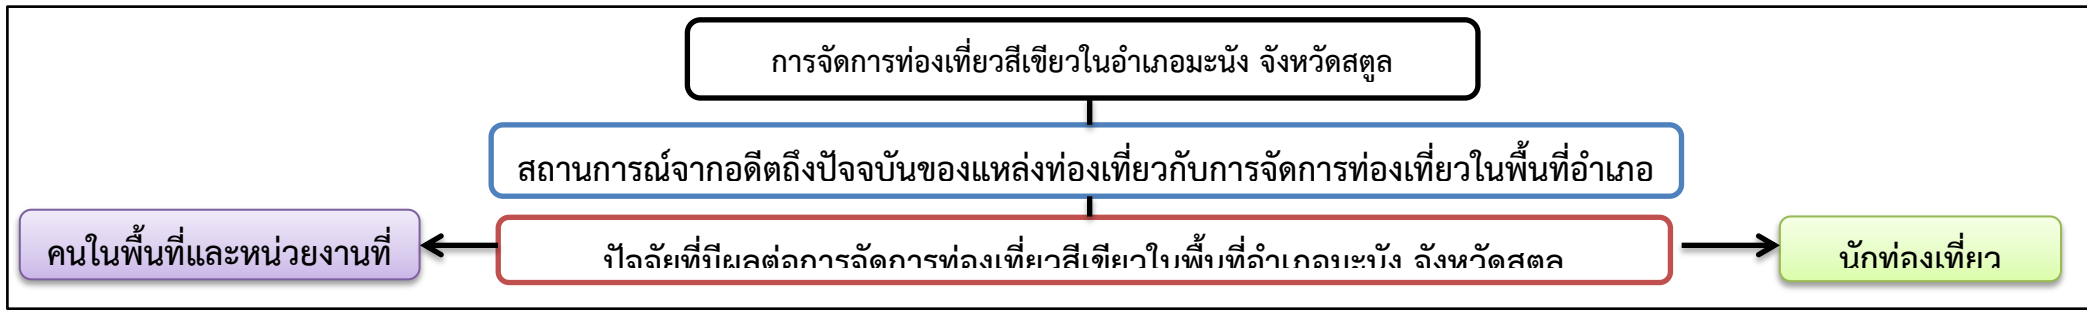 การจัดการท่องเที่ยวสีเขียวในอำเภอมะนัง จังหวัดสตูล
สถานการณ์จากอดีตถึงปัจจบันของแหล่งท่องเที่ยวกับการจัดการท่องเที่ยวในพื้นที่อำเภอ
คนในพื้นที่และหน่วยงานที่
ปัจจัยที่มีผลต่อการจัดการท่องเที่ยวสีเขียวในพื้นที่อำเภอมะนัง จังหวัดสตูล
นักท่องเที่ยว